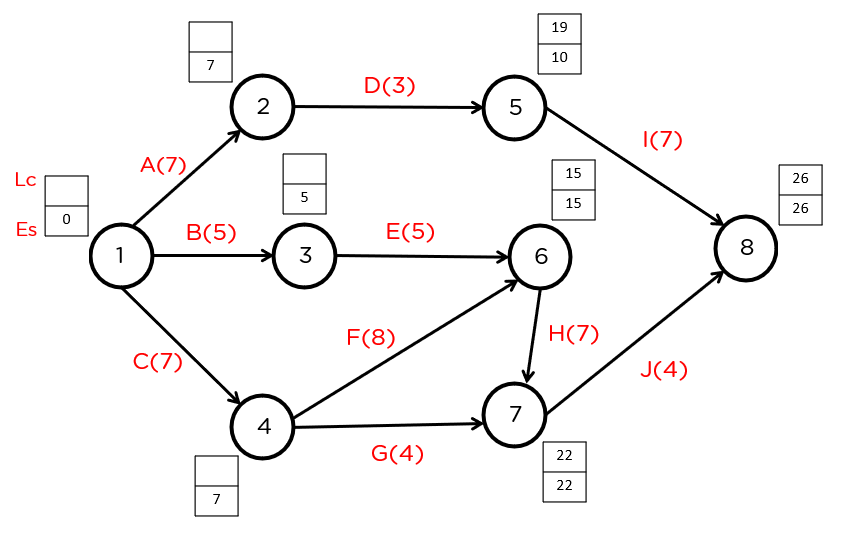 19
10
7
2
D(3)
5
I(7)
A(7)
Lc
Es
0
5
15
15
26
26
B(5)
E(5)
1
3
6
8
C(7)
F(8)
H(7)
J(4)
4
7
G(4)
7
22
22